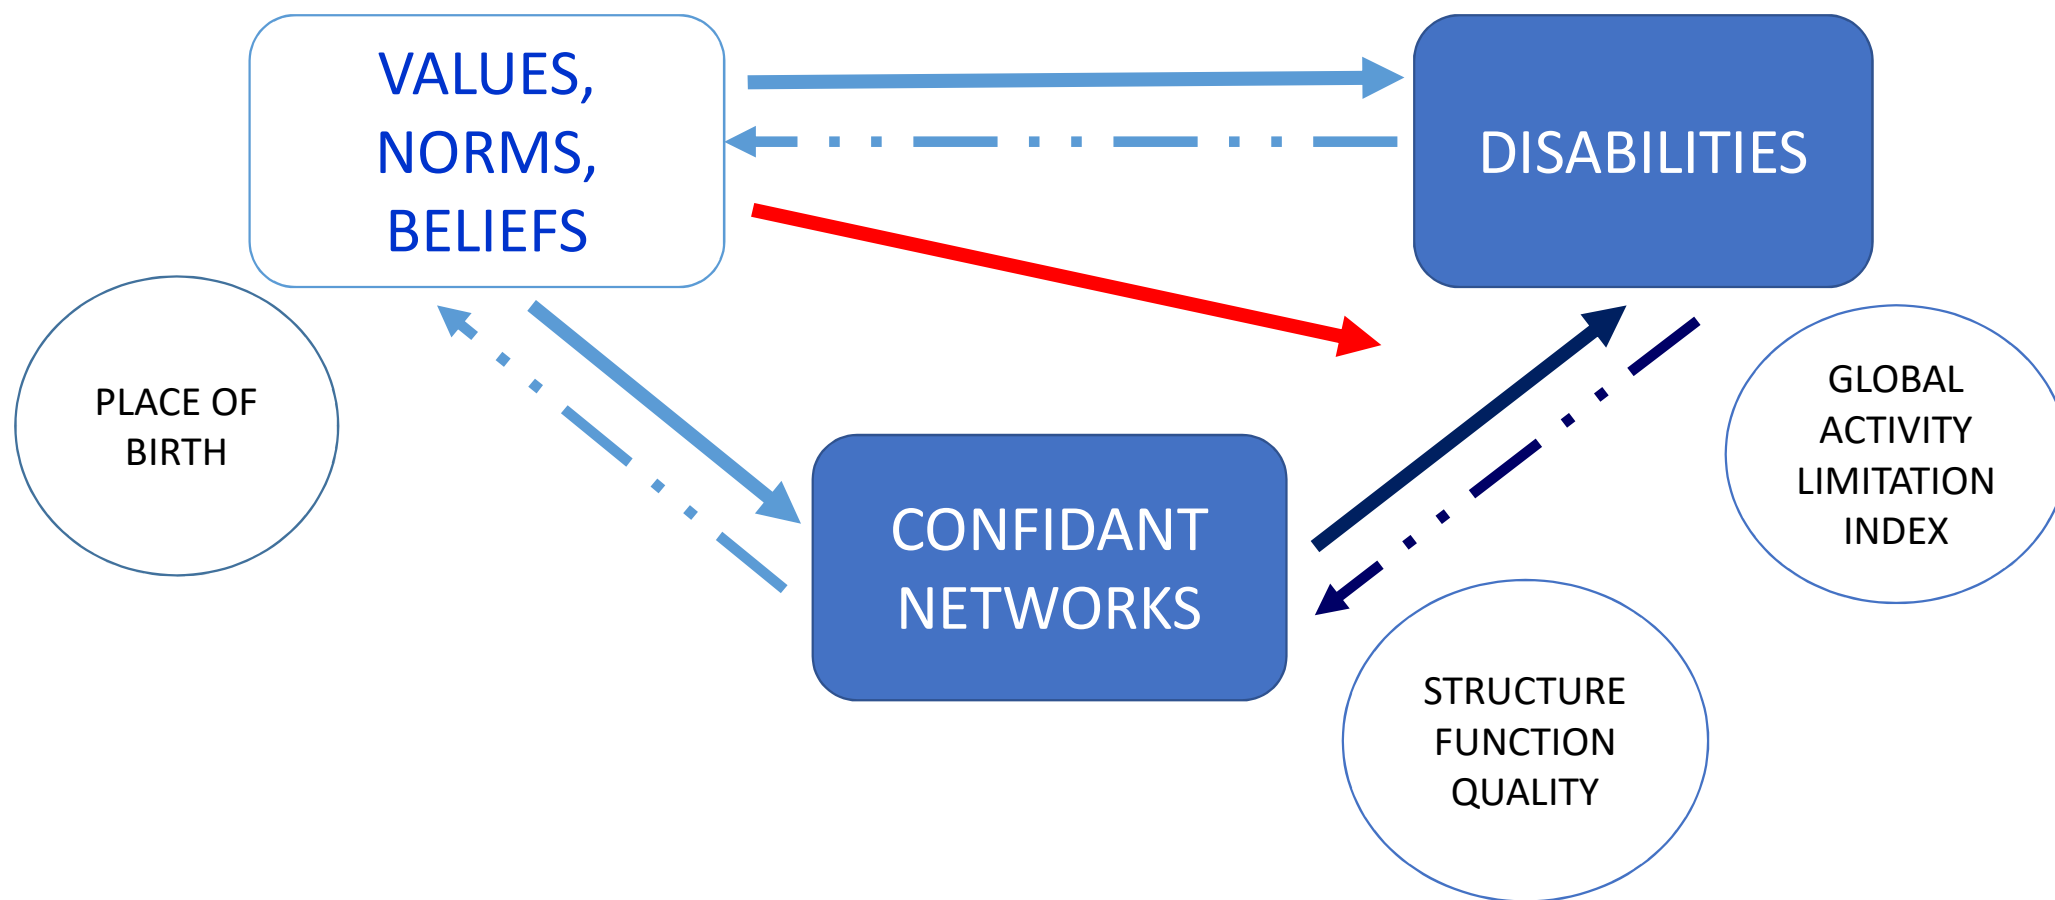 VALUES,
NORMS,
BELIEFS
DISABILITIES
PLACE OF
BIRTH
CONFIDANT
NETWORKS
GLOBAL
ACTIVITY
LIMITATION
INDEX
STRUCTURE
FUNCTION
QUALITY